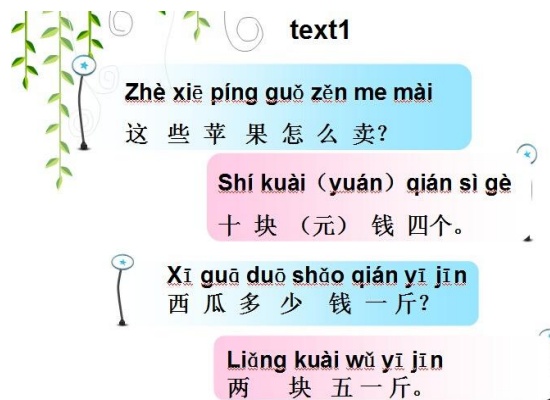 text1
Zhè xiē píng guǒ zěn me mài
这 些 苹 果 怎 么 卖？
Shí kuài（yuán）qián sì gè
十 块 （元） 钱 四个。
Xī guā duō shǎo qián yī jīn
西 瓜 多 少 钱 一 斤？
Liǎng kuài wǔ yī jīn
两 块 五一斤。